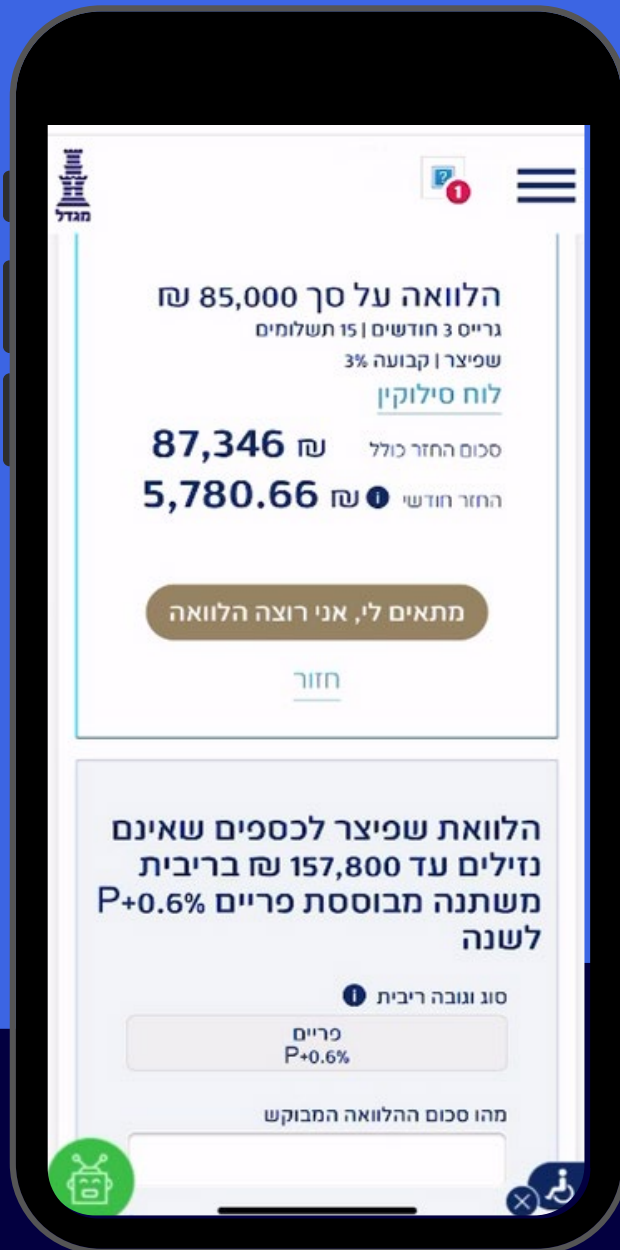 מגדל
1
הלוואה על סך 85,000 ₪
גרייס 3 חודשים | 15 תשלומים
שפיצר | קבועה 3%
לוח סילוקין
סכום החזר כולל ₪ 87,346
החזר חודשי ₪ 5,780.66
מתאים לי, אני רוצה הלוואה
חזור
הלוואת שפיצר לכספים שאינם
נזילים עד 157,800 ₪ בריבית
משתנה מבוססת פריים P+0.6%
לשנה
סוג וגובה ריבית
פריים
P+0.6%
מהו סכום ההלוואה המבוקש